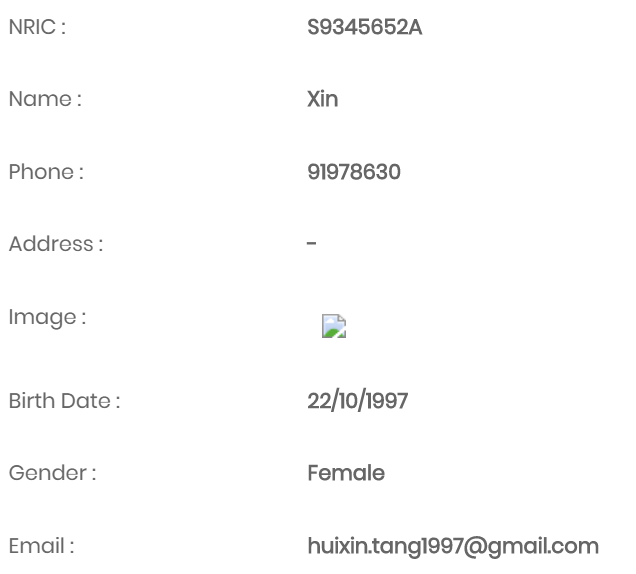 NRIC : S9345652A
Name : Xin
Phone : 91978630
Address : -
Image :
Birth Date : 22/10/1997
Gender : Female
Email : huixin.tang1997@gmail.com